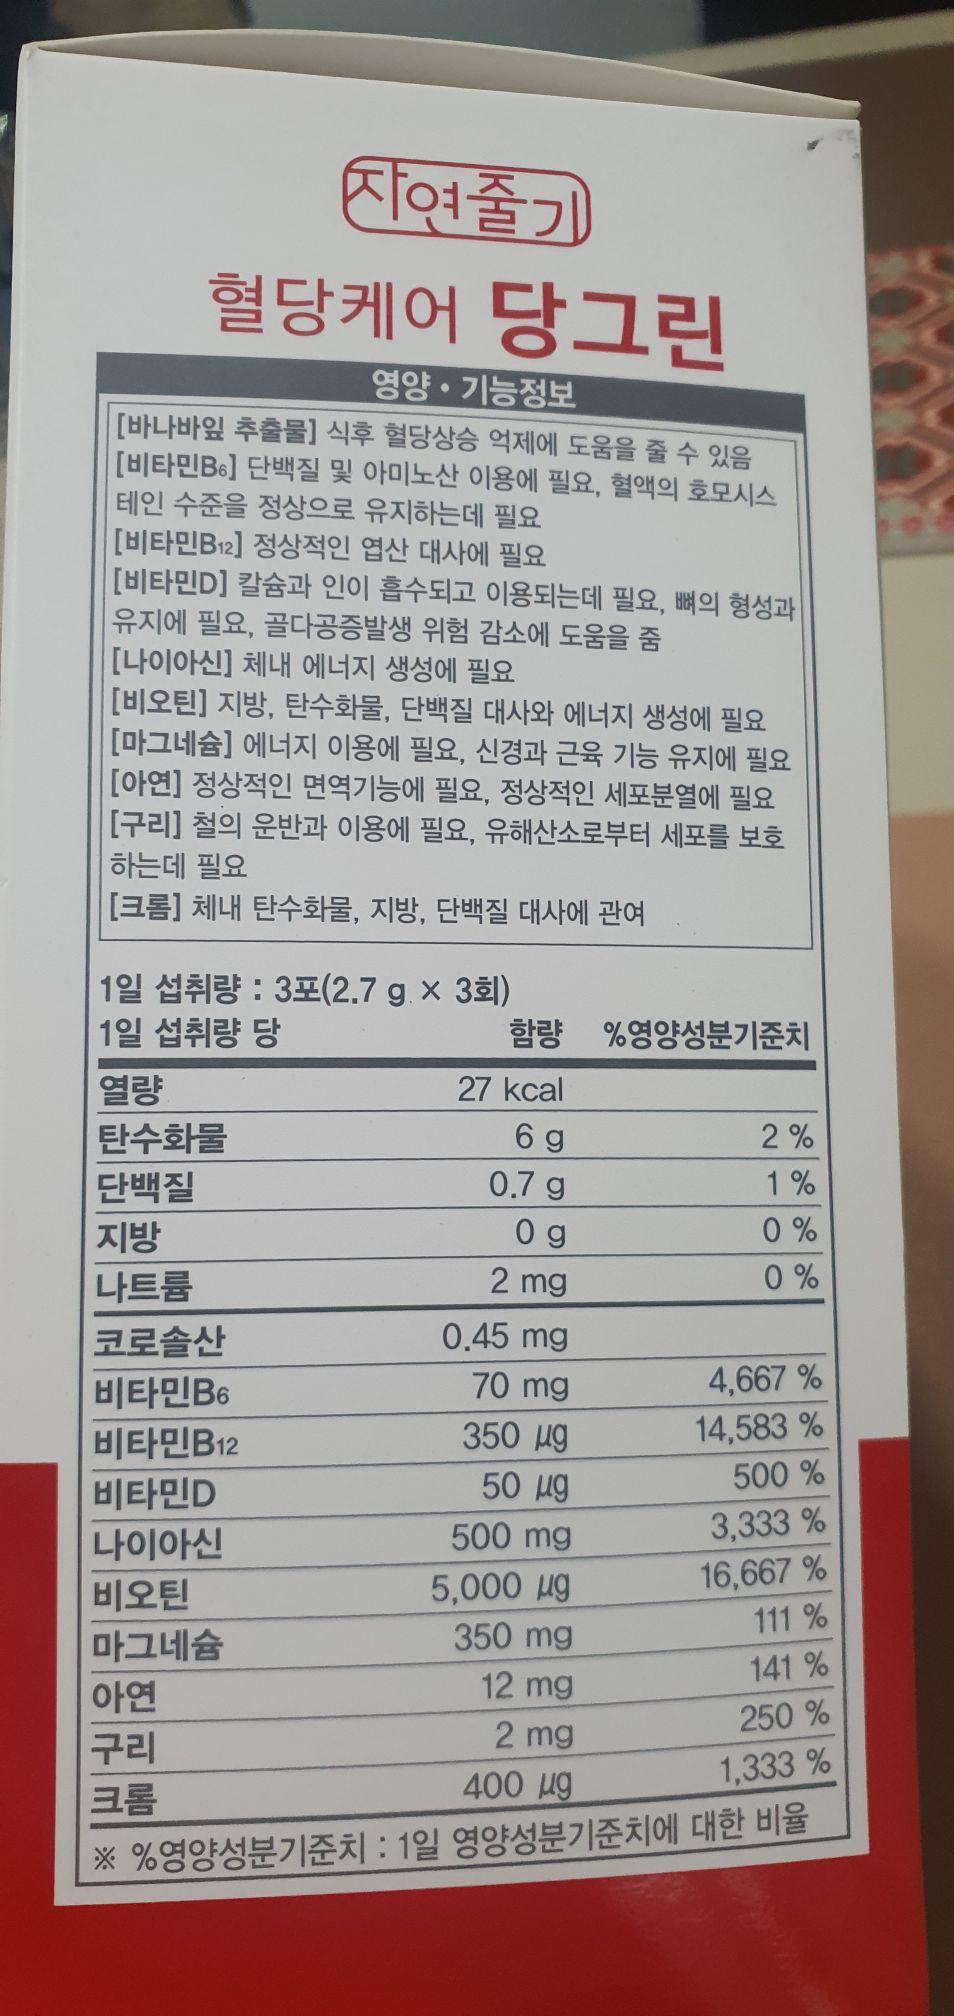 자연줄기
혈당케어 당그린
영양 • 기능정보
[바나바잎 추출물] 식후 혈당상승 억제에 도움을 줄 수 있음
[비타민B6] 단백질 및 아미노산 이용에 필요, 혈액의 호모시스
테인 수준을 정상으로 유지하는데 필요
[비타민B12] 정상적인 엽산 대사에 필요
[비타민D] 칼슘과 인이 흡수되고 이용되는데 필요, 뼈의 형성과
유지에 필요, 골다공증발생 위험 감소에 도움을 줌
[나이아신] 체내 에너지 생성에 필요
[비오틴] 지방, 탄수화물, 단백질 대사와 에너지 생성에 필요
[마그네슘] 에너지 이용에 필요, 신경과 근육 기능 유지에 필요
[아연] 정상적인 면역기능에 필요, 정상적인 세포분열에 필요
[구리] 철의 운반과 이용에 필요, 유해산소로부터 세포를 보호
하는데 필요
[크롬] 체내 탄수화물, 지방, 단백질 대사에 관여
1일 섭취량 : 3포(2.7 g × 3회)
1일 섭취량 당 함량 %영양성분기준치
열량 27 kcal
탄수화물 6 g 2 %
단백질 0.7 g 1 %
지방 0 g 0 %
나트륨 2 mg 0 %
코로솔산 0.45 mg
비타민B6 70 mg 4,667 %
비타민B12 350 μg 14,583 %
비타민D 50 μg 500 %
나이아신 500 mg 3,333 %
비오틴 5,000 μg 16,667 %
마그네슘 350 mg 111 %
아연 12 mg 141 %
구리 2 mg 250 %
크롬 400 μg 1,333 %
※ %영양성분기준치 : 1일 영양성분기준치에 대한 비율